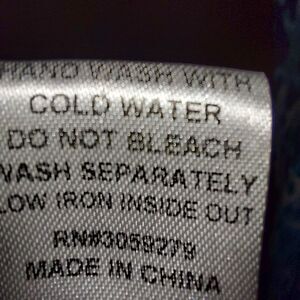 HAND WASH WITH
COLD WATER
DO NOT BLEACH
WASH SEPARATELY
LOW IRON INSIDE OUT
RN#3059279
MADE IN CHINA